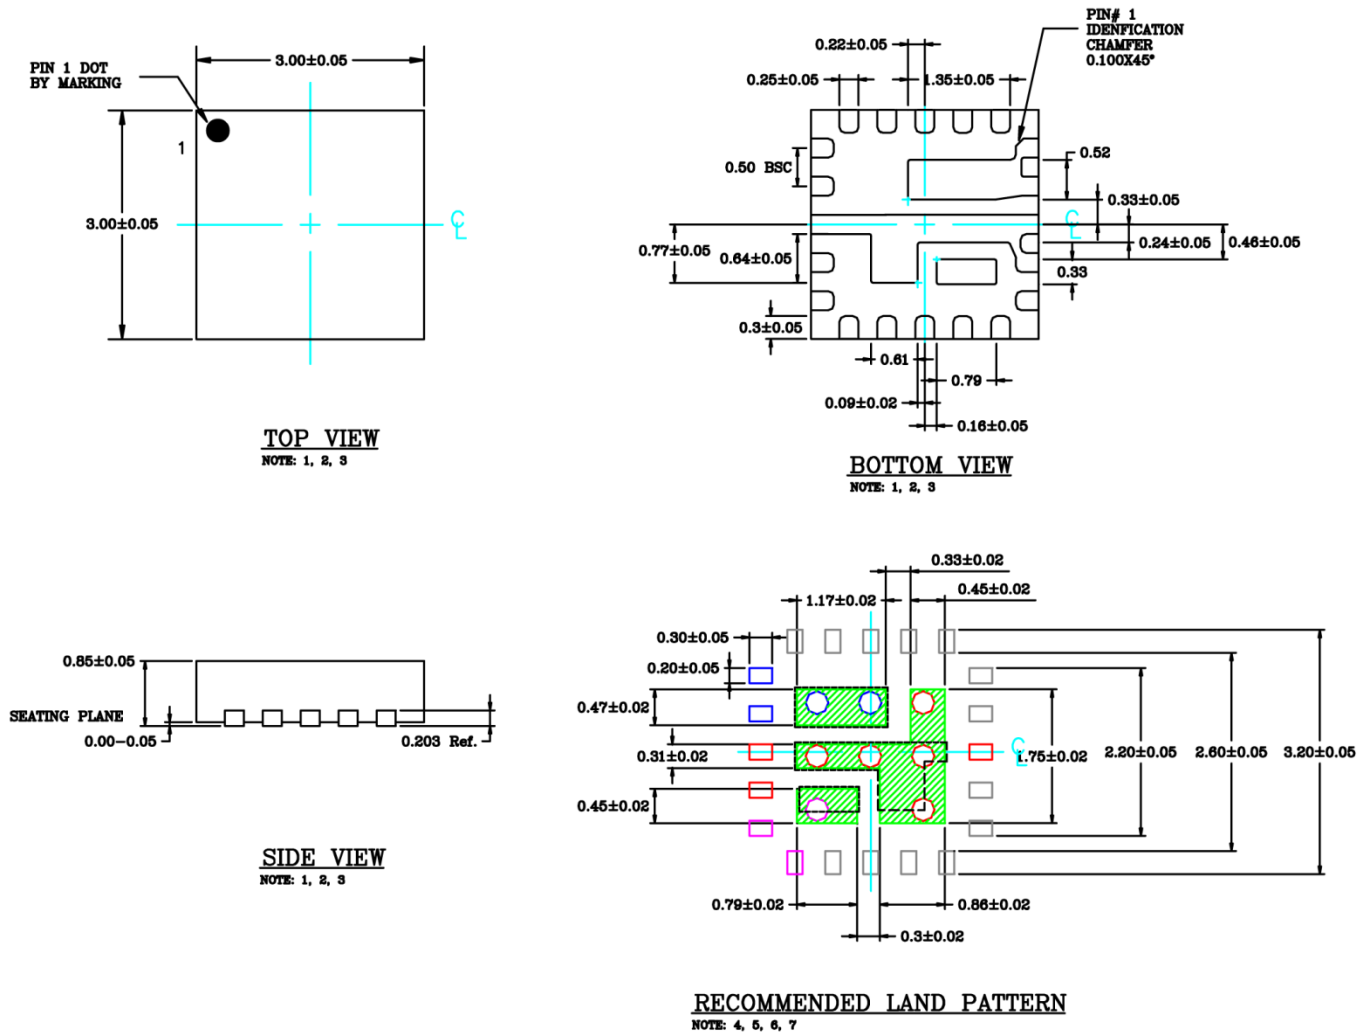 PIN 1 DOT
BY MARKING
3.00±0.05
1
3.00±0.05
℄
TOP VIEW
NOTE: 1, 2, 3
PIN# 1
IDENFICATION
CHAMFER
0.100X45°
0.22±0.05
0.25±0.05
1.35±0.05
0.50 BSC
0.52
0.33±0.05
℄
0.24±0.05
0.46±0.05
0.77±0.05
0.64±0.05
0.33
0.3±0.05
0.61
0.79
0.09±0.02
0.16±0.05
BOTTOM VIEW
NOTE: 1, 2, 3
0.85±0.05
SEATING PLANE
0.00-0.05
0.203 Ref.
SIDE VIEW
NOTE: 1, 2, 3
0.33±0.02
1.17±0.02
0.45±0.02
0.30±0.05
0.20±0.05
0.47±0.02
0.31±0.02
℄
1.75±0.02
2.20±0.05
2.60±0.05
3.20±0.05
0.45±0.02
0.79±0.02
0.86±0.02
0.3±0.02
RECOMMENDED LAND PATTERN
NOTE: 4, 5, 6, 7